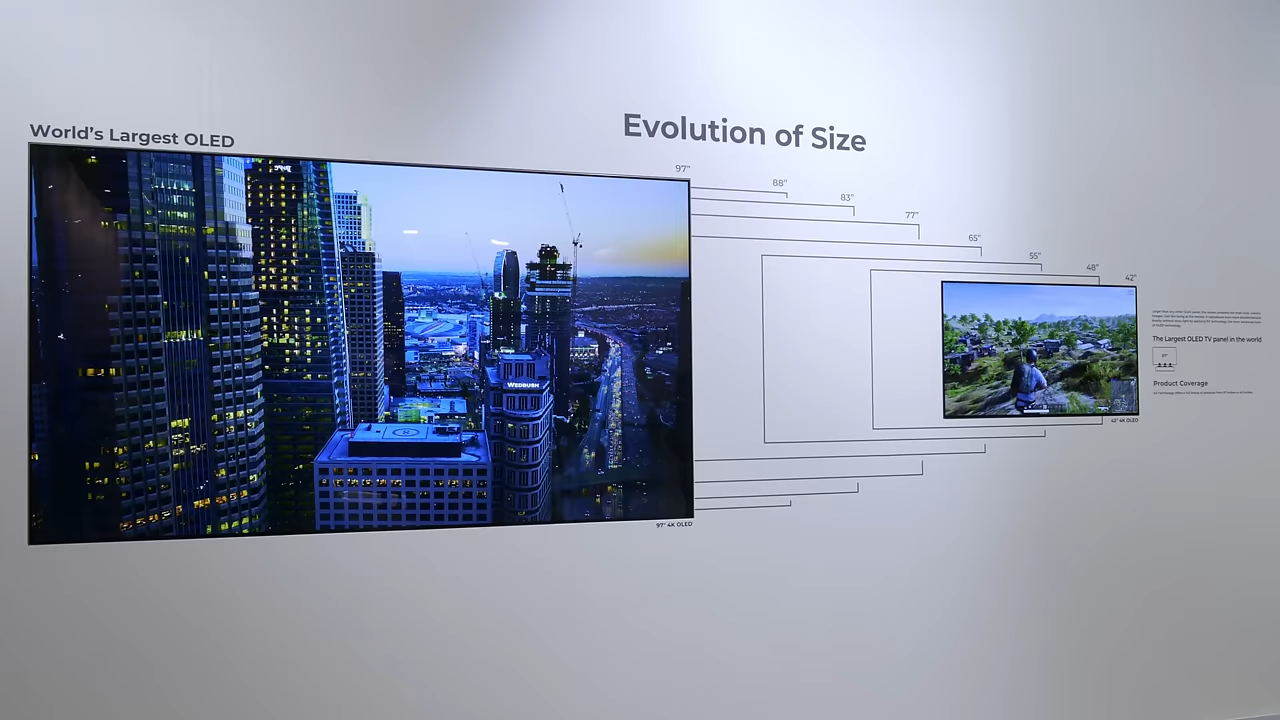 World's Largest OLED
Evolution of Size
97"
88"
83"
77"
65"
55"
48"
42"
WEDBUSH
The Largest OLED TV panel in the world
97"
Product Coverage
42" 4K OLED
97" 4K OLED